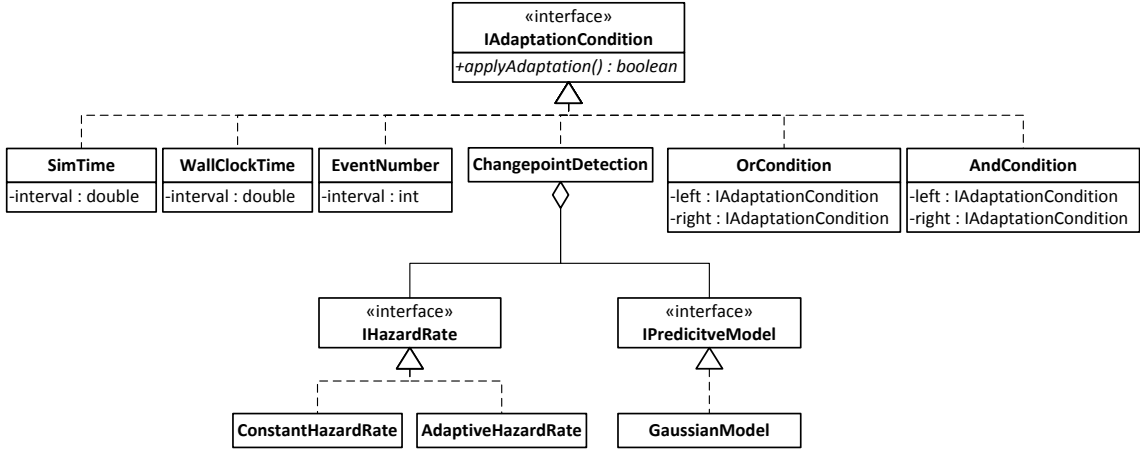 «interface»
IAdaptationCondition
+applyAdaptation() : boolean
SimTime
-interval : double
WallClockTime
-interval : double
EventNumber
-interval : int
ChangepointDetection
OrCondition
-left : IAdaptationCondition
-right : IAdaptationCondition
AndCondition
-left : IAdaptationCondition
-right : IAdaptationCondition
«interface»
IHazardRate
«interface»
IPredicitveModel
ConstantHazardRate
AdaptiveHazardRate
GaussianModel